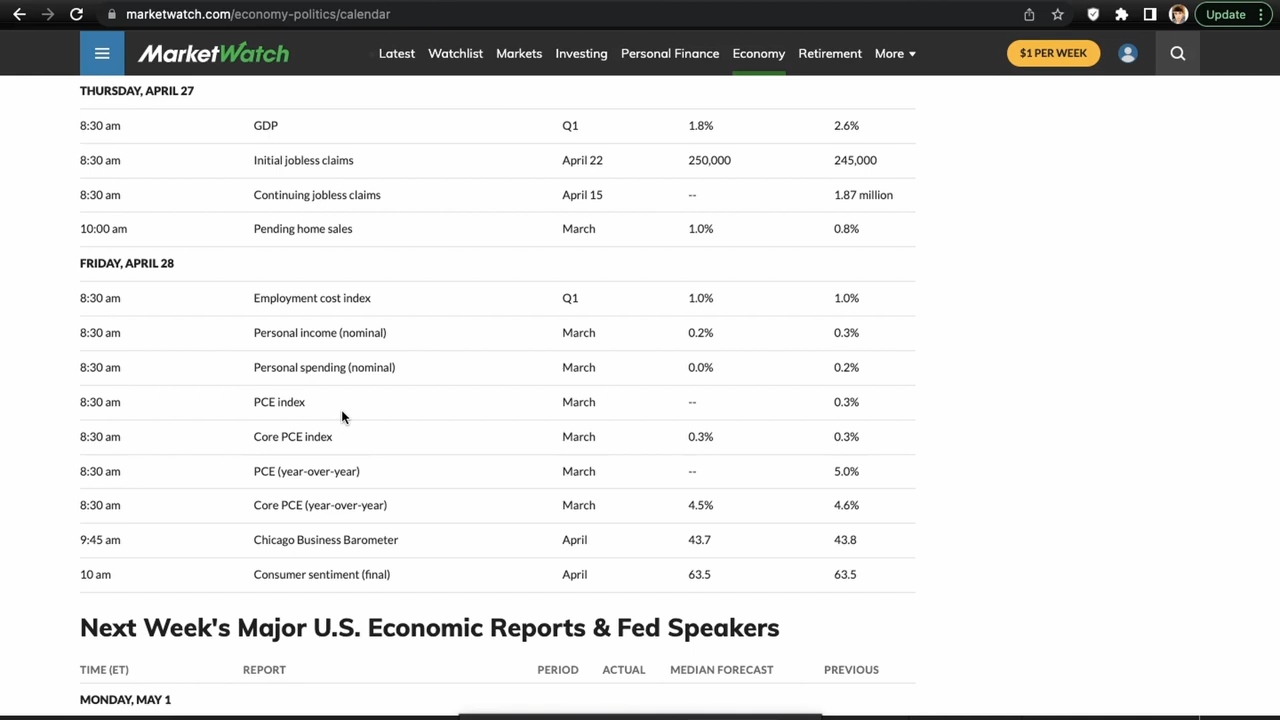 marketwatch.com/economy-politics/calendar Update
MarketWatch Latest Watchlist Markets Investing Personal Finance Economy Retirement More $1 PER WEEK
THURSDAY, APRIL 27
8:30 am GDP Q1 1.8% 2.6%
8:30 am Initial jobless claims April 22 250,000 245,000
8:30 am Continuing jobless claims April 15 -- 1.87 million
10:00 am Pending home sales March 1.0% 0.8%
FRIDAY, APRIL 28
8:30 am Employment cost index Q1 1.0% 1.0%
8:30 am Personal income (nominal) March 0.2% 0.3%
8:30 am Personal spending (nominal) March 0.0% 0.2%
8:30 am PCE index March -- 0.3%
8:30 am Core PCE index March 0.3% 0.3%
8:30 am PCE (year-over-year) March -- 5.0%
8:30 am Core PCE (year-over-year) March 4.5% 4.6%
9:45 am Chicago Business Barometer April 43.7 43.8
10 am Consumer sentiment (final) April 63.5 63.5
Next Week's Major U.S. Economic Reports & Fed Speakers
TIME (ET) REPORT PERIOD ACTUAL MEDIAN FORECAST PREVIOUS
MONDAY, MAY 1